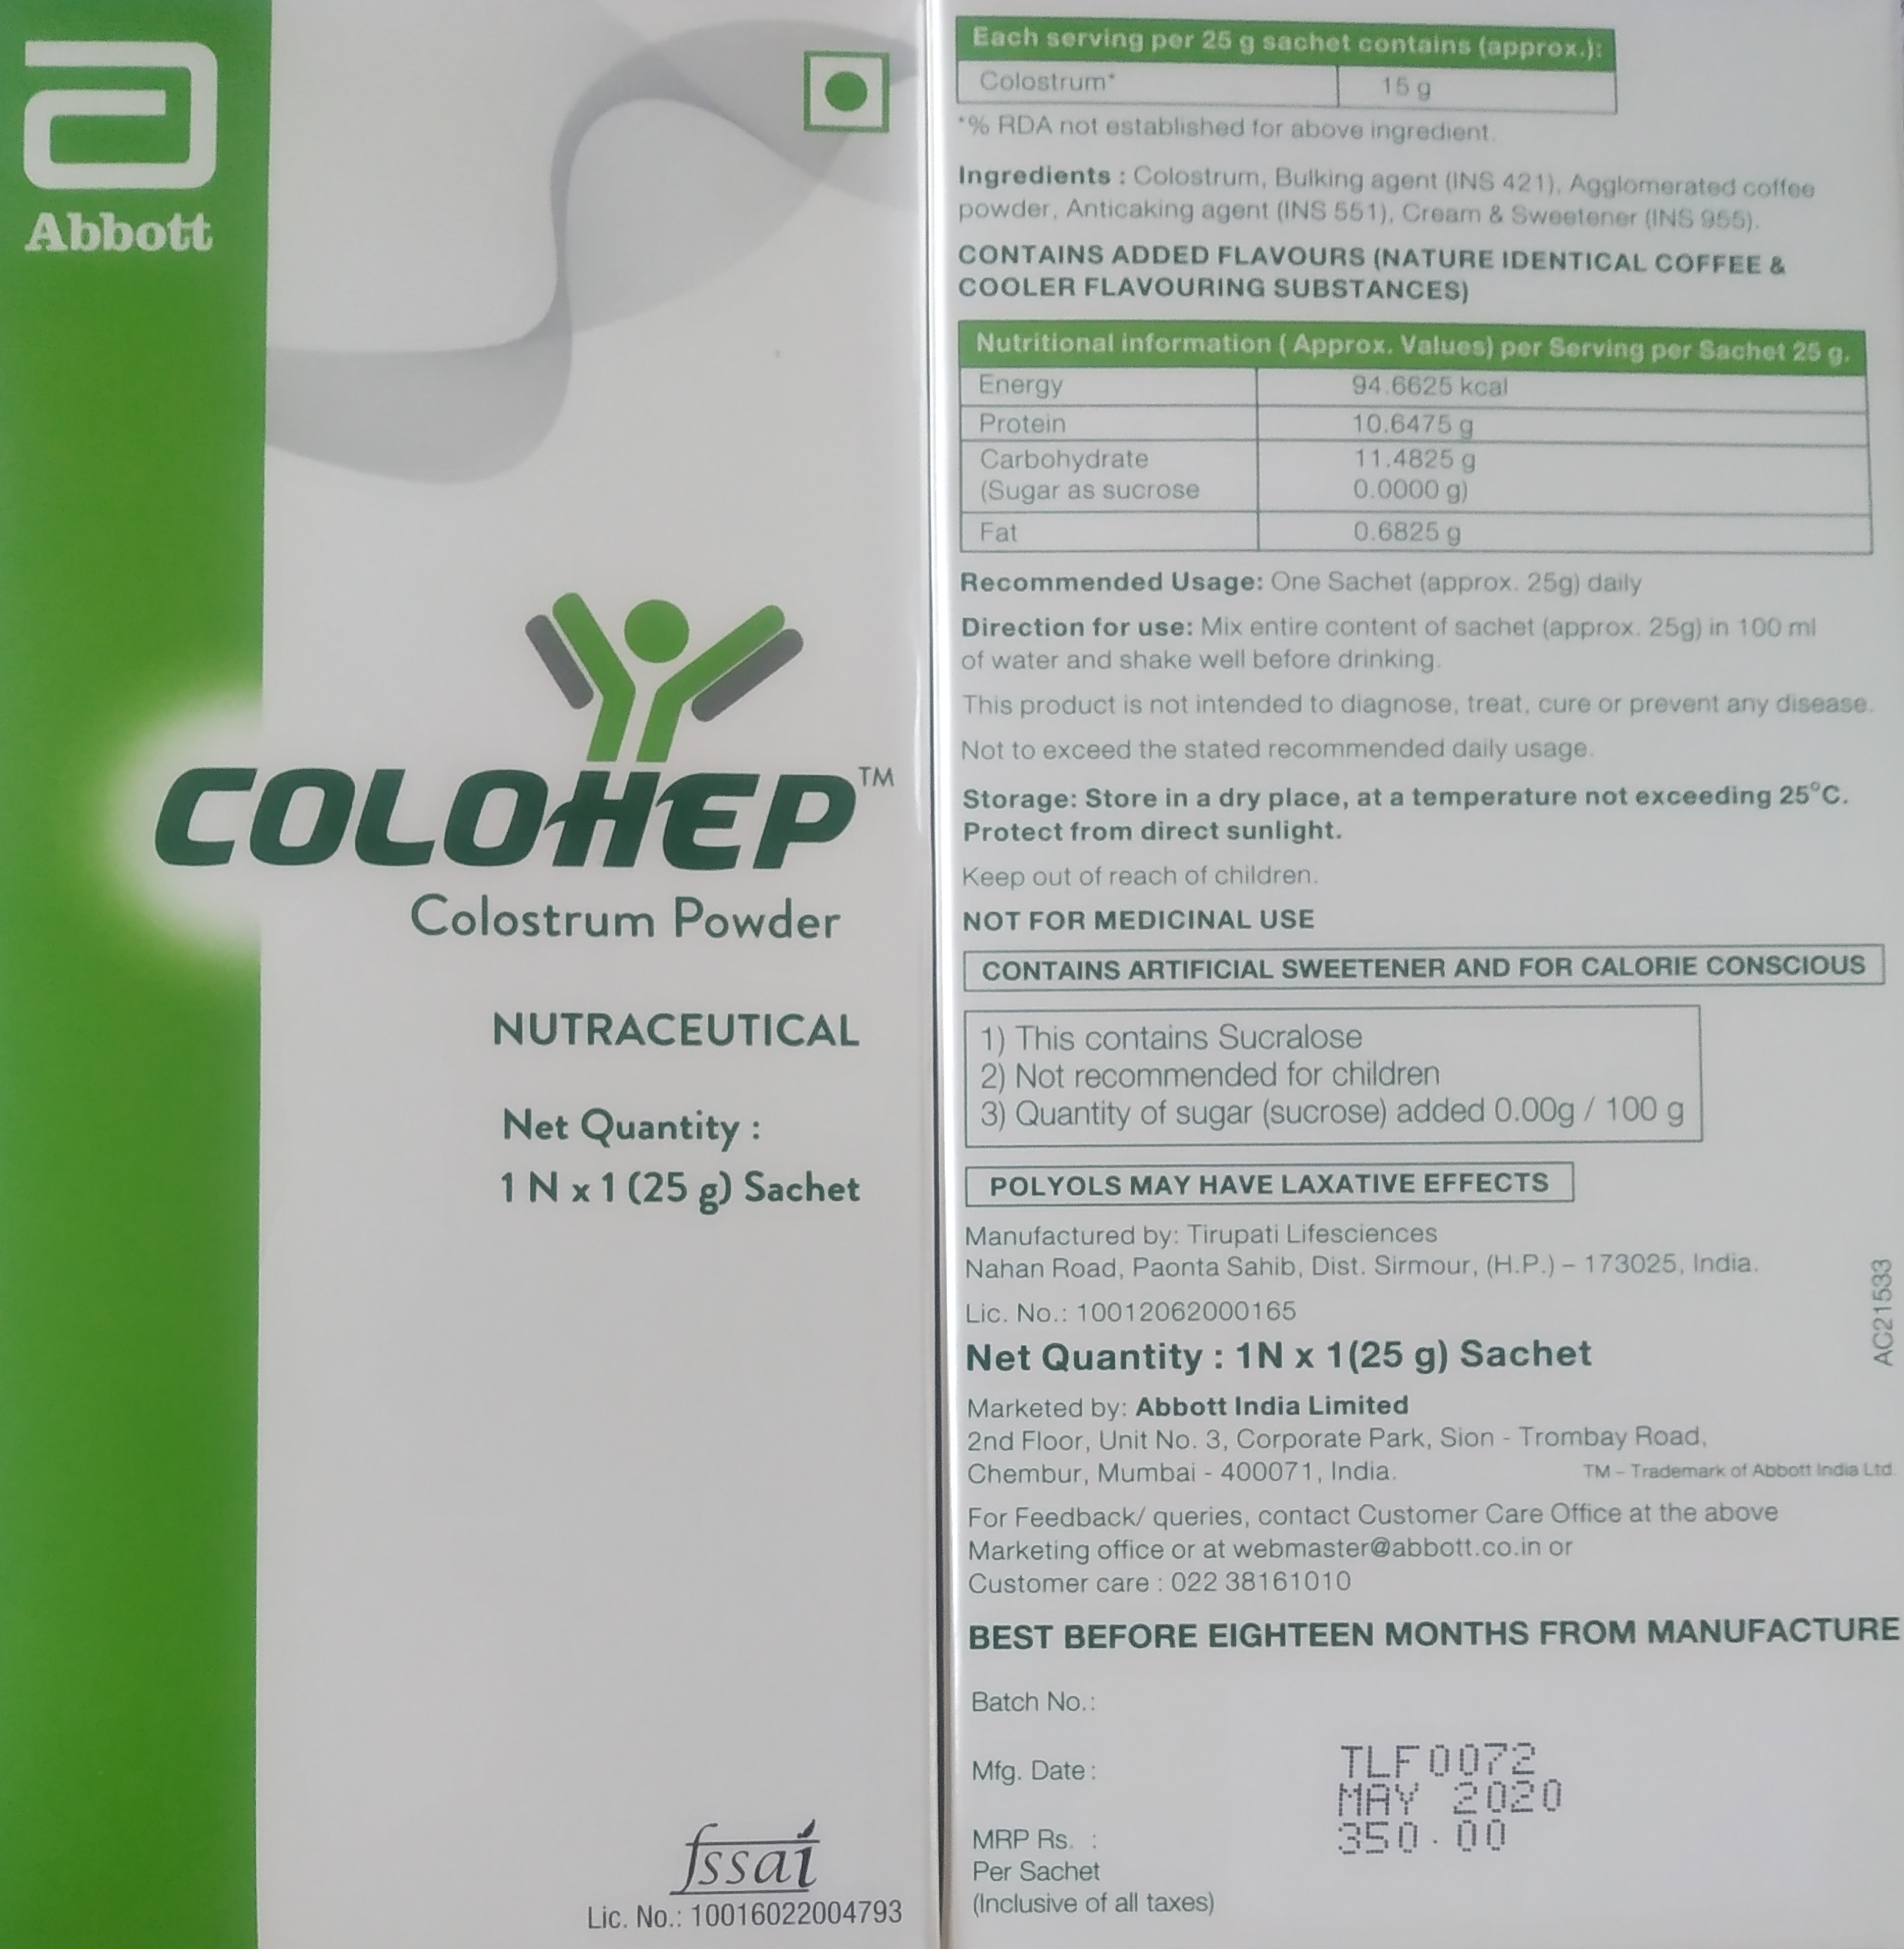 Abbott
COLOHEP™
Colostrum Powder
NUTRACEUTICAL
Net Quantity :
1 N x 1 (25 g) Sachet
fssai
Lic. No.: 10016022004793
Each serving per 25 g sachet contains (approx.):
Colostrum* 15 g
*% RDA not established for above ingredient.
Ingredients : Colostrum, Bulking agent (INS 421), Agglomerated coffee
powder, Anticaking agent (INS 551), Cream & Sweetener (INS 955).
CONTAINS ADDED FLAVOURS (NATURE IDENTICAL COFFEE &
COOLER FLAVOURING SUBSTANCES)
Nutritional information ( Approx. Values) per Serving per Sachet 25 g.
Energy 94.6625 kcal
Protein 10.6475 g
Carbohydrate 11.4825 g
(Sugar as sucrose 0.0000 g)
Fat 0.6825 g
Recommended Usage: One Sachet (approx. 25g) daily
Direction for use: Mix entire content of sachet (approx. 25g) in 100 ml
of water and shake well before drinking.
This product is not intended to diagnose, treat, cure or prevent any disease.
Not to exceed the stated recommended daily usage.
Storage: Store in a dry place, at a temperature not exceeding 25°C.
Protect from direct sunlight.
Keep out of reach of children.
NOT FOR MEDICINAL USE
CONTAINS ARTIFICIAL SWEETENER AND FOR CALORIE CONSCIOUS
1) This contains Sucralose
2) Not recommended for children
3) Quantity of sugar (sucrose) added 0.00g / 100 g
POLYOLS MAY HAVE LAXATIVE EFFECTS
Manufactured by: Tirupati Lifesciences
Nahan Road, Paonta Sahib, Dist. Sirmour, (H.P.) – 173025, India.
Lic. No.: 10012062000165
AC21533
Net Quantity : 1N x 1(25 g) Sachet
Marketed by: Abbott India Limited
2nd Floor, Unit No. 3, Corporate Park, Sion - Trombay Road,
Chembur, Mumbai - 400071, India.
TM – Trademark of Abbott India Ltd.
For Feedback/ queries, contact Customer Care Office at the above
Marketing office or at webmaster@abbott.co.in or
Customer care : 022 38161010
BEST BEFORE EIGHTEEN MONTHS FROM MANUFACTURE
Batch No.:
TLF0072
Mfg. Date :
MAY 2020
MRP Rs. :
350.00
Per Sachet
(Inclusive of all taxes)